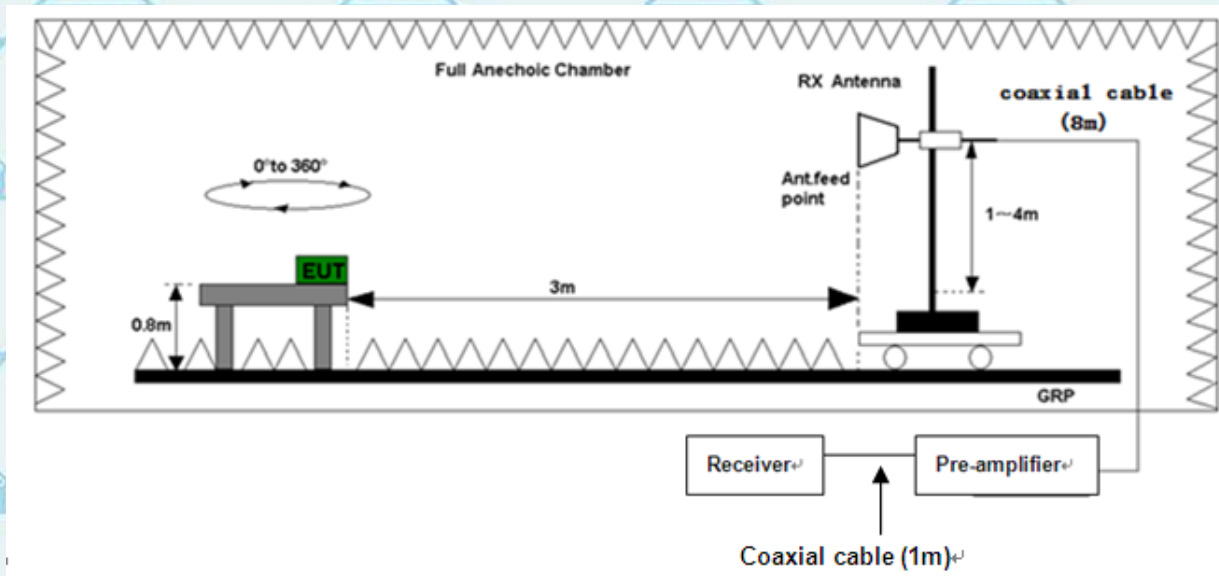 Full Anechoic Chamber
RX Antenna
coaxial cable
(8m)
0°to 360°
Ant.feed
point
1～4m
EUT
3m
0.8m
GRP
Receiver↵
Pre-amplifier↵
Coaxial cable (1m)↵